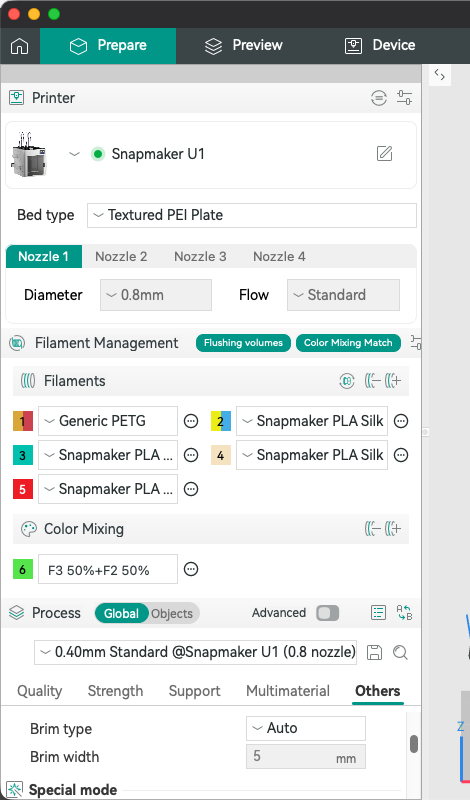 Prepare Preview Device
Printer
Snapmaker U1
Bed type Textured PEI Plate
Nozzle 1 Nozzle 2 Nozzle 3 Nozzle 4
Diameter 0.8mm Flow Standard
Filament Management Flushing volumes Color Mixing Match
Filaments
1 Generic PETG 2 Snapmaker PLA Silk
3 Snapmaker PLA ... 4 Snapmaker PLA Silk
5 Snapmaker PLA ...
Color Mixing
6 F3 50%+F2 50%
Process Global Objects Advanced
0.40mm Standard @Snapmaker U1 (0.8 nozzle)
Quality Strength Support Multimaterial Others
Brim type Auto
Z
Brim width 5 mm
Special mode